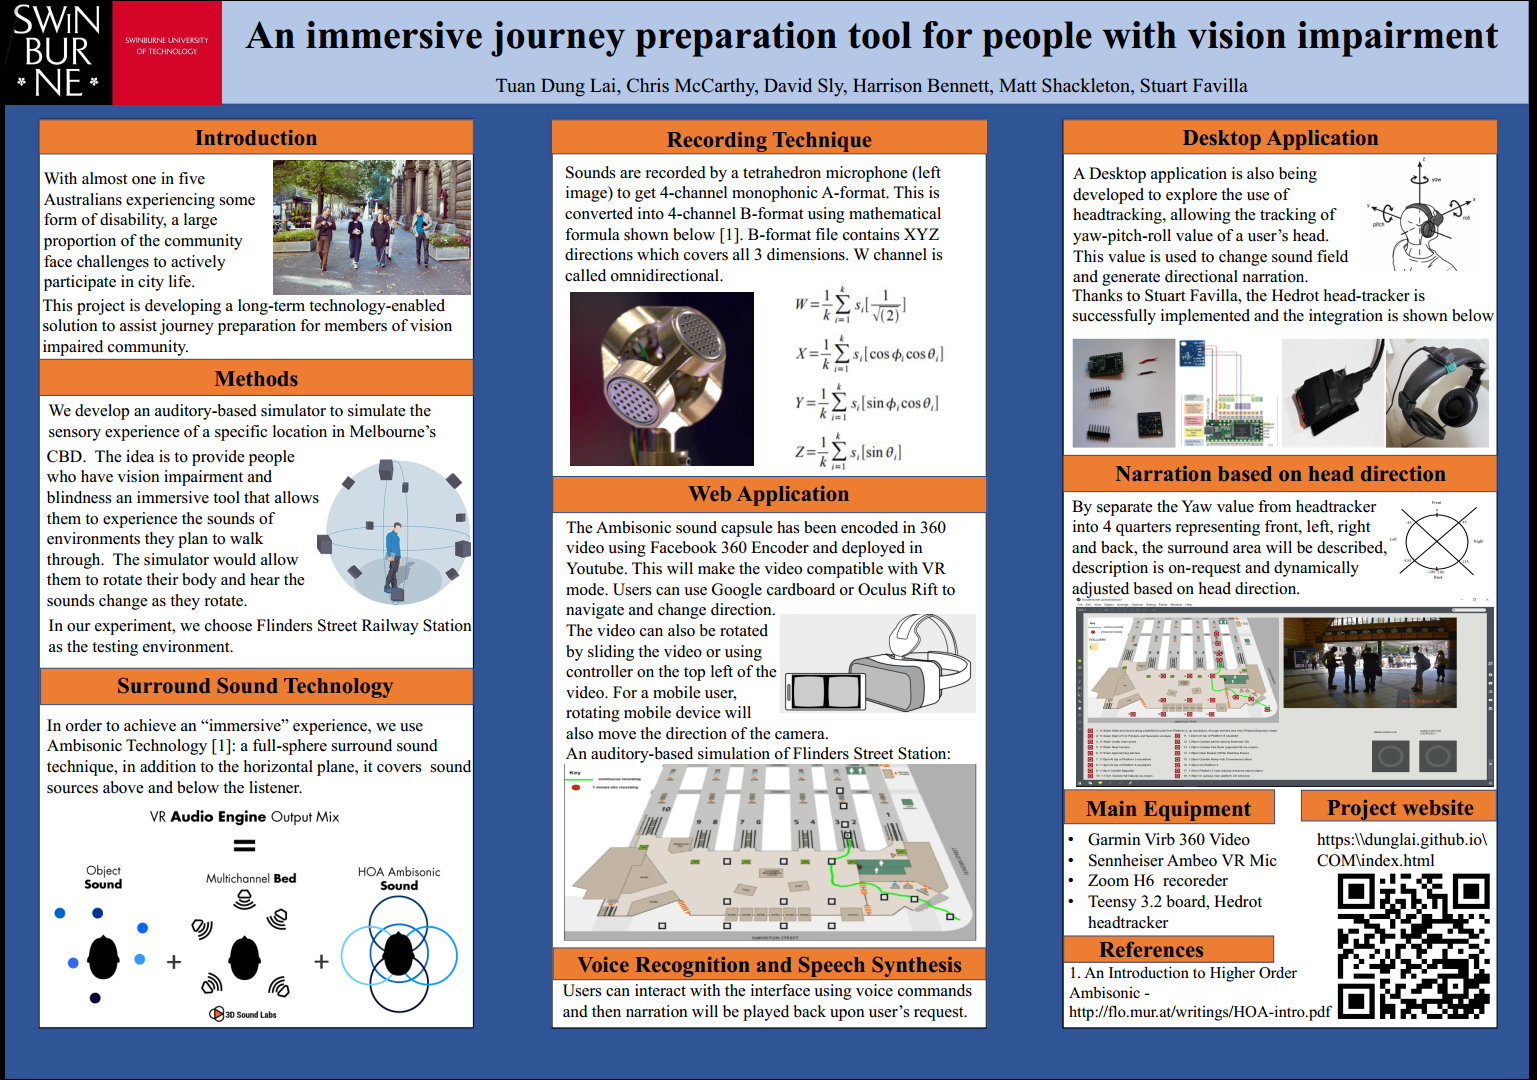 SWIN
BUR
NE
SWINBURNE UNIVERSITY
OF TECHNOLOGY
An immersive journey preparation tool for people with vision impairment
Tuan Dung Lai, Chris McCarthy, David Sly, Harrison Bennett, Matt Shackleton, Stuart Favilla
Introduction
With almost one in five
Australians experiencing some
form of disability, a large
proportion of the community
face challenges to actively
participate in city life.
This project is developing a long-term technology-enabled
solution to assist journey preparation for members of vision
impaired community.
Methods
We develop an auditory-based simulator to simulate the
sensory experience of a specific location in Melbourne’s
CBD. The idea is to provide people
who have vision impairment and
blindness an immersive tool that allows
them to experience the sounds of
environments they plan to walk
through. The simulator would allow
them to rotate their body and hear the
sounds change as they rotate.
In our experiment, we choose Flinders Street Railway Station
as the testing environment.
Surround Sound Technology
In order to achieve an “immersive” experience, we use
Ambisonic Technology [1]: a full-sphere surround sound
technique, in addition to the horizontal plane, it covers sound
sources above and below the listener.
VR Audio Engine Output Mix
=
Object
Sound
Multichannel Bed
HOA Ambisonic
Sound
+
+
3D Sound Labs
Recording Technique
Sounds are recorded by a tetrahedron microphone (left
image) to get 4-channel monophonic A-format. This is
converted into 4-channel B-format using mathematical
formula shown below [1]. B-format file contains XYZ
directions which covers all 3 dimensions. W channel is
called omnidirectional.
W = 1/k ∑ i=1 k s_i [ 1/√(2) ]
X = 1/k ∑ i=1 k s_i [cos ϕ_i cos θ_i]
Y = 1/k ∑ i=1 k s_i [sin ϕ_i cos θ_i]
Z = 1/k ∑ i=1 k s_i [sin θ_i]
Web Application
The Ambisonic sound capsule has been encoded in 360
video using Facebook 360 Encoder and deployed in
Youtube. This will make the video compatible with VR
mode. Users can use Google cardboard or Oculus Rift to
navigate and change direction.
The video can also be rotated
by sliding the video or using
controller on the top left of the
video. For a mobile user,
rotating mobile device will
also move the direction of the camera.
An auditory-based simulation of Flinders Street Station:
Key
continuous recording
1 minute pin recording
10
9 8
7 6
5 4
3 2
1
Voice Recognition and Speech Synthesis
Users can interact with the interface using voice commands
and then narration will be played back upon user’s request.
Desktop Application
A Desktop application is also being
developed to explore the use of
headtracking, allowing the tracking of
yaw-pitch-roll value of a user’s head.
This value is used to change sound field
and generate directional narration.
z
yaw
y
x
pitch
roll
Thanks to Stuart Favilla, the Hedrot head-tracker is
successfully implemented and the integration is shown below
Narration based on head direction
By separate the Yaw value from headtracker
into 4 quarters representing front, left, right
and back, the surround area will be described,
description is on-request and dynamically
adjusted based on head direction.
Front
Left
Right
Back
Key
Main Equipment
• Garmin Virb 360 Video
• Sennheiser Ambeo VR Mic
• Zoom H6 recoreder
• Teensy 3.2 board, Hedrot
headtracker
Project website
https:\\dunglai.github.io\
COM\index.html
References
1. An Introduction to Higher Order
Ambisonic -
http://flo.mur.at/writings/HOA-intro.pdf